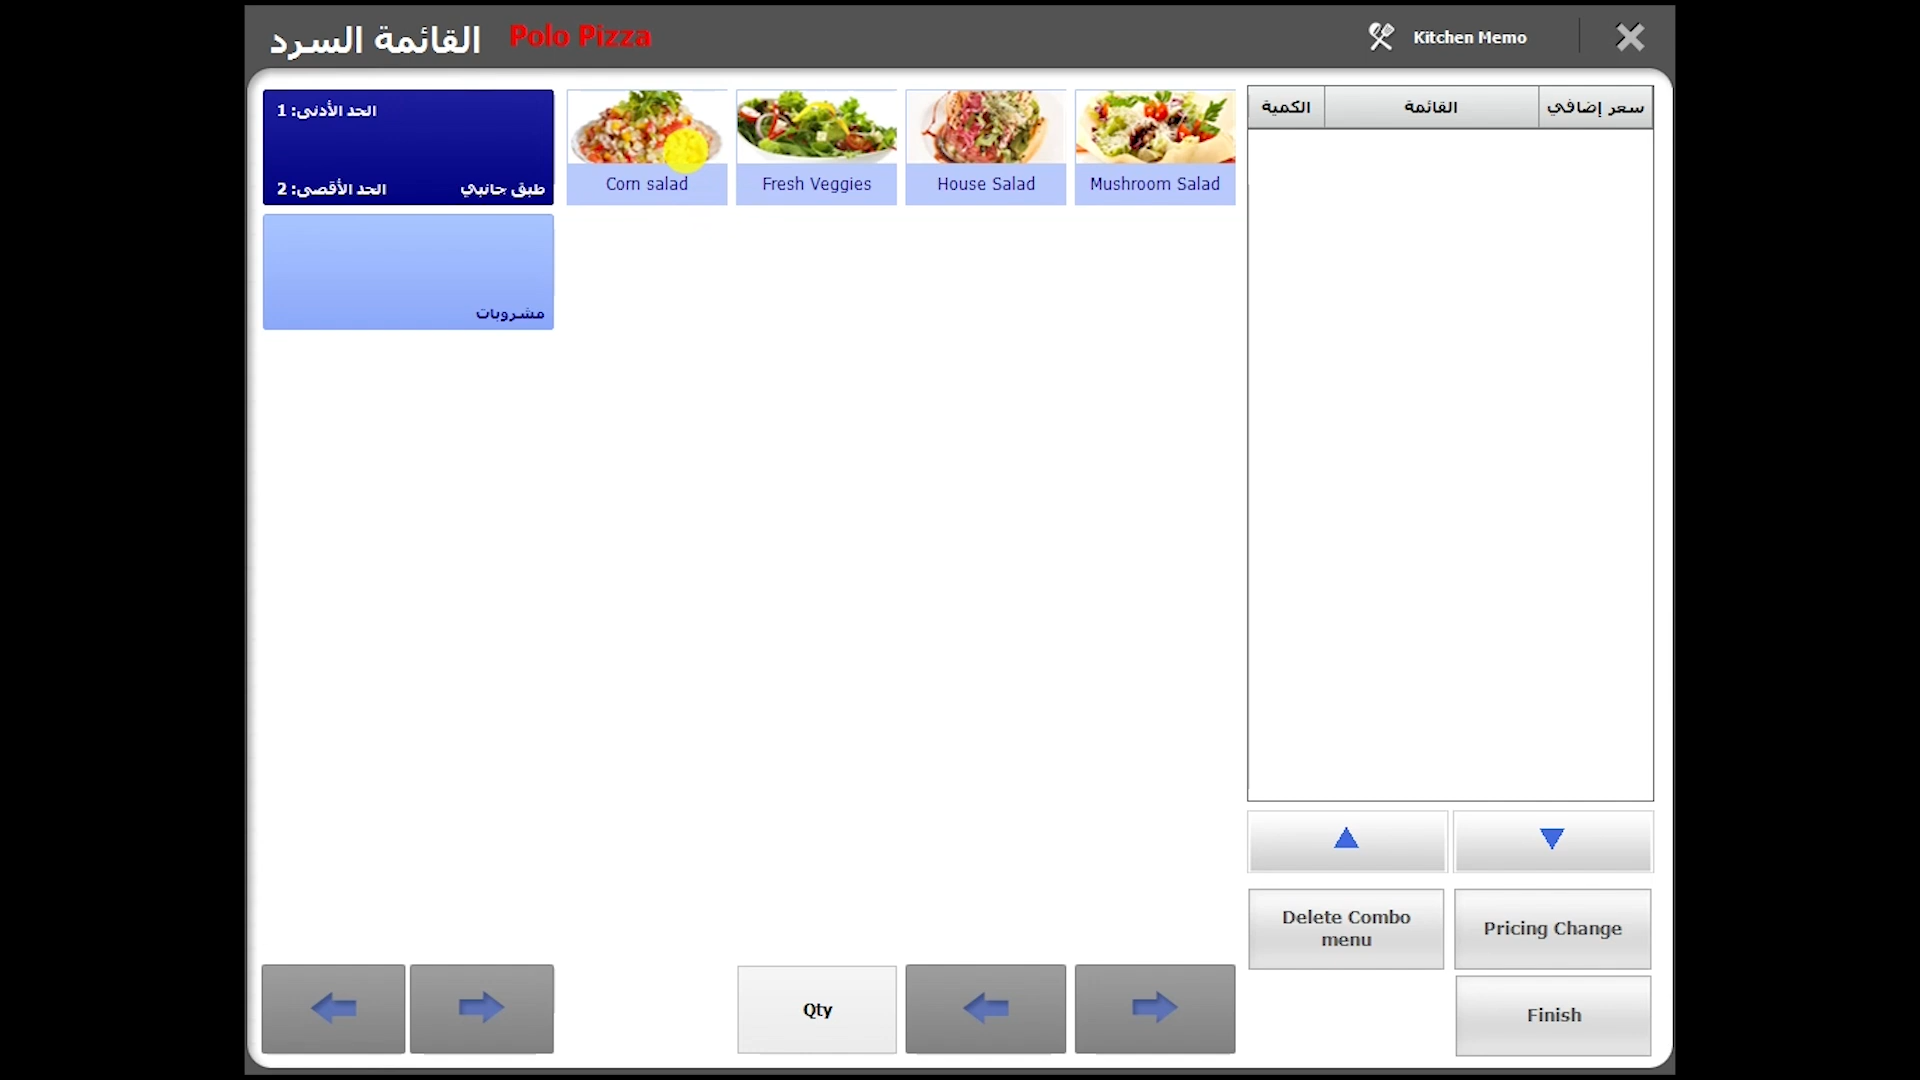 القائمة السرد
Polo Pizza
Kitchen Memo
الحد الأدنى: 1
الحد الأقصى: 2
طبق جانبي
مشروبات
Corn salad
Fresh Veggies
House Salad
Mushroom Salad
الكمية
القائمة
سعر إضافي
Delete Combo
menu
Pricing Change
Qty
Finish